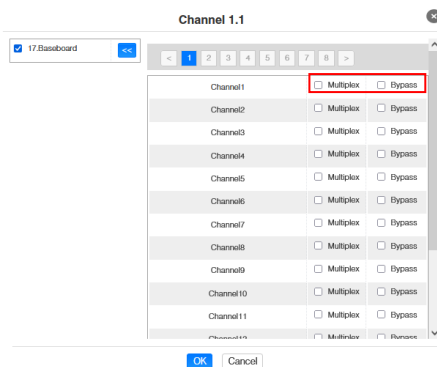 Channel 1.1
17.Baseboard <<
< 1 2 3 4 5 6 7 8 >
Channel1 Multiplex Bypass
Channel2 Multiplex Bypass
Channel3 Multiplex Bypass
Channel4 Multiplex Bypass
Channel5 Multiplex Bypass
Channel6 Multiplex Bypass
Channel7 Multiplex Bypass
Channel8 Multiplex Bypass
Channel9 Multiplex Bypass
Channel10 Multiplex Bypass
Channel11 Multiplex Bypass
Channel12 Multiplex Bypass
OK Cancel